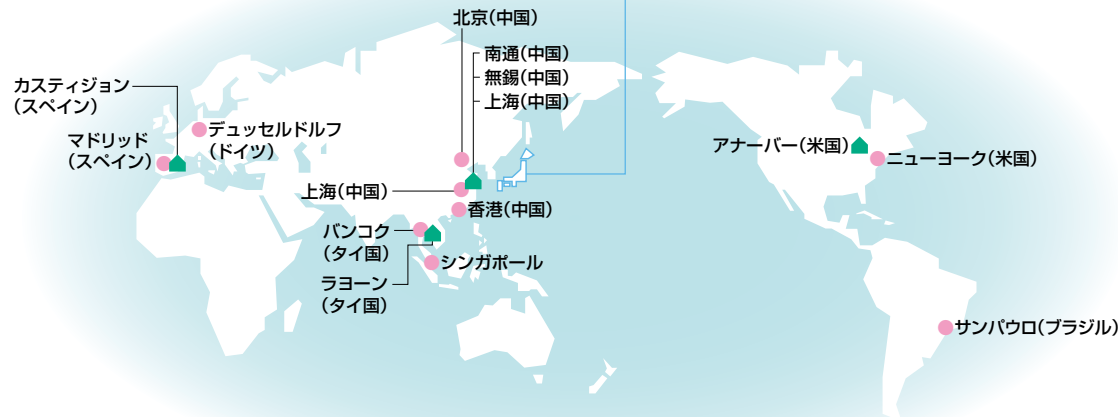 北京(中国)
南通(中国)
無錫(中国)
上海(中国)
カスティジョン
(スペイン)
マドリッド
(スペイン)
デュッセルドルフ
(ドイツ)
アナーバー(米国)
ニューヨーク(米国)
上海(中国)
香港(中国)
バンコク
(タイ国)
シンガポール
ラヨーン
(タイ国)
サンパウロ(ブラジル)